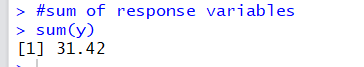 > #sum of response variables
> sum(y)
[1] 31.42
>